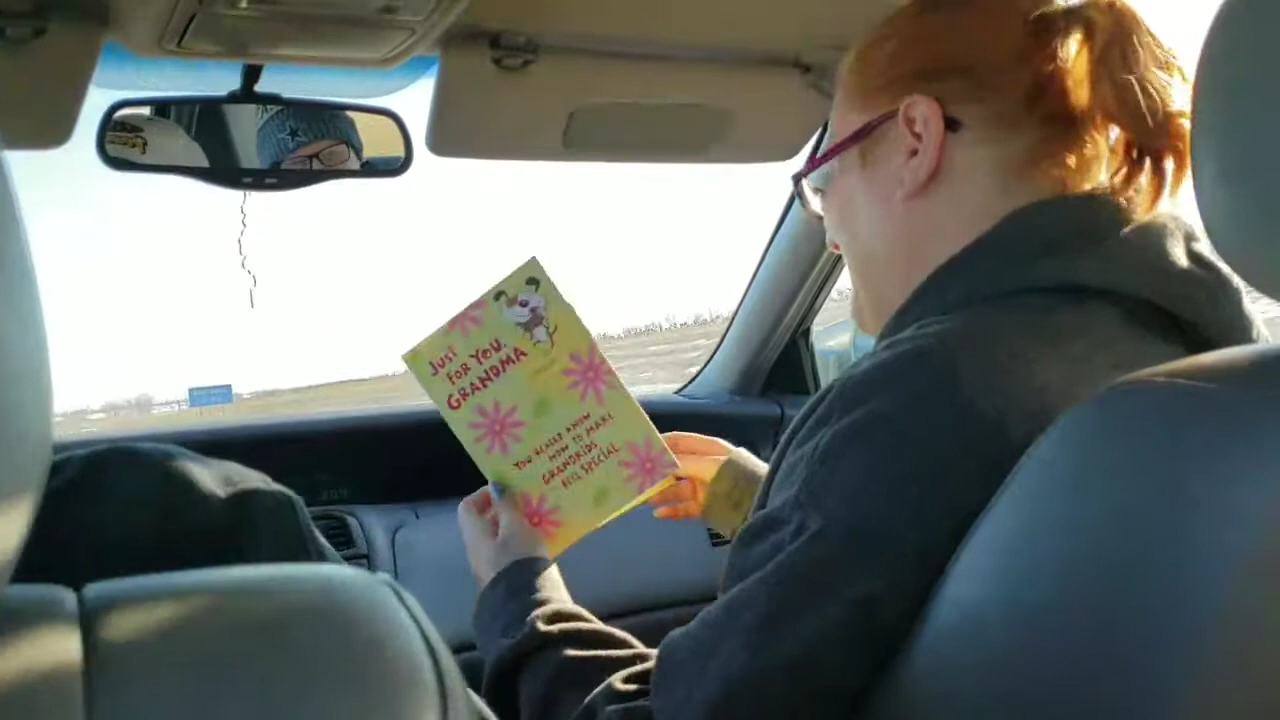 JUST
FOR YOU,
GRANDMA
YOU REALLY KNOW
HOW TO MAKE
GRANDKIDS
FEEL SPECIAL